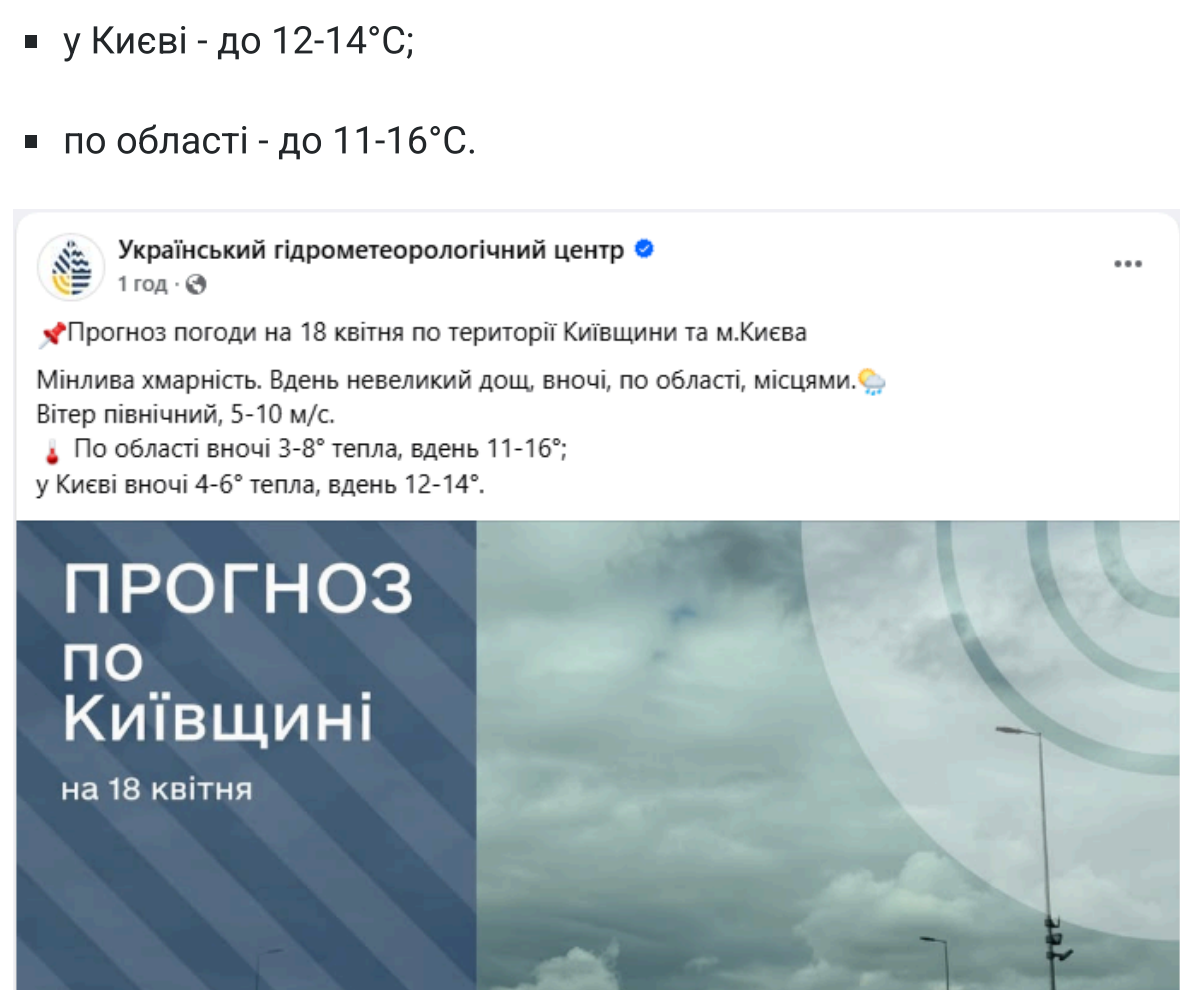 ▪ у Києві - до 12-14°C;
▪ по області - до 11-16°C.
Український гідрометеорологічний центр
1 год ·
📌Прогноз погоди на 18 квітня по території Київщини та м.Києва
Мінлива хмарність. Вдень невеликий дощ, вночі, по області, місцями.🌦
Вітер північний, 5-10 м/с.
🌡 По області вночі 3-8° тепла, вдень 11-16°;
у Києві вночі 4-6° тепла, вдень 12-14°.
ПРОГНОЗ
по
Київщині
на 18 квітня